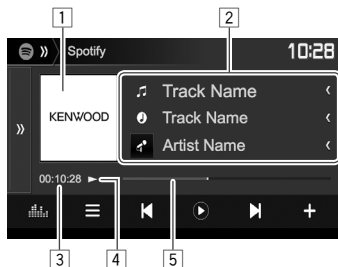 1 2
Spotify 10:28
Track Name
KENWOOD Track Name
Artist Name
00:10:28
3 4 5